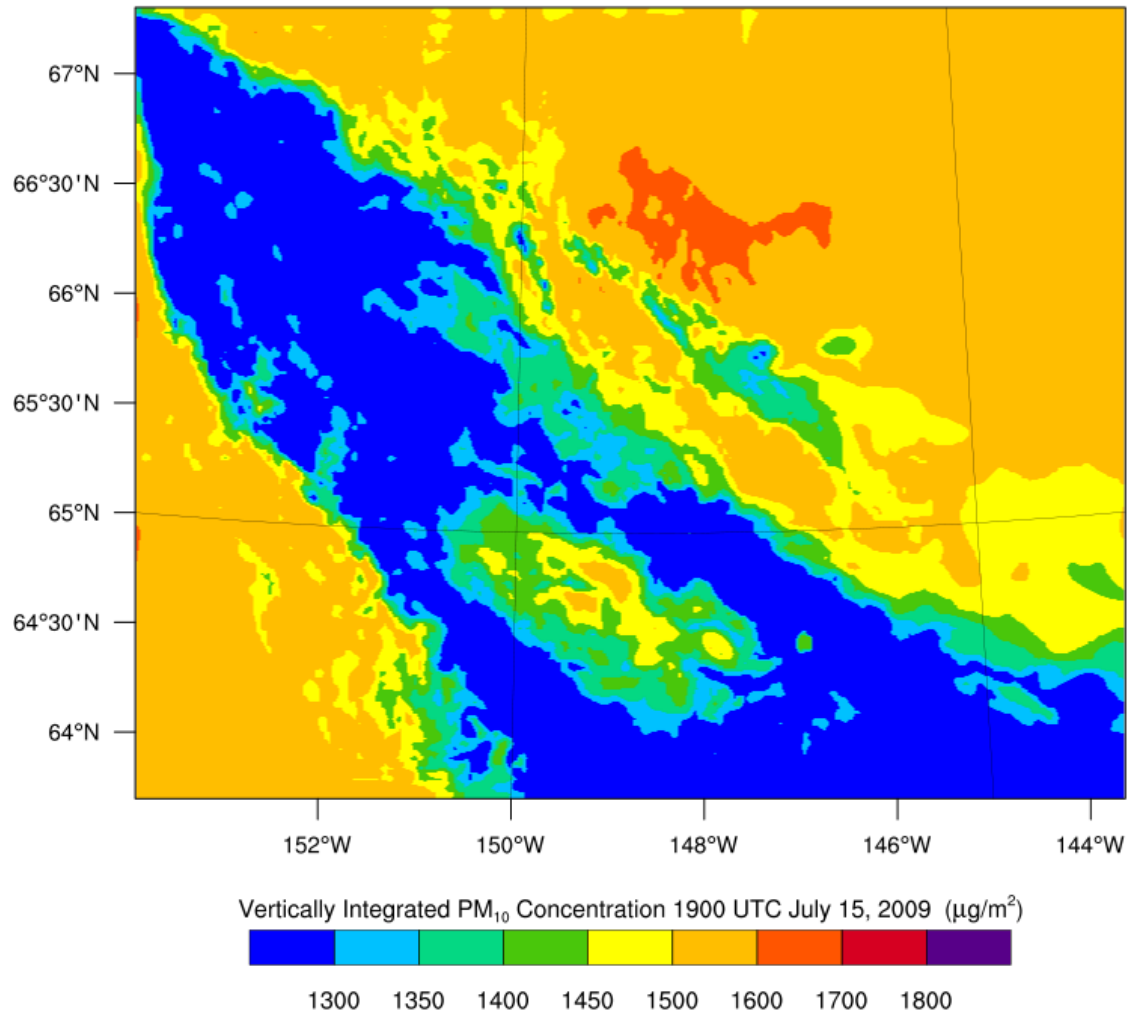 67°N
66°30'N
66°N
65°30'N
65°N
64°30'N
64°N
152°W 150°W 148°W 146°W 144°W
Vertically Integrated PM₁₀ Concentration 1900 UTC July 15, 2009 (μg/m²)
1300 1350 1400 1450 1500 1600 1700 1800